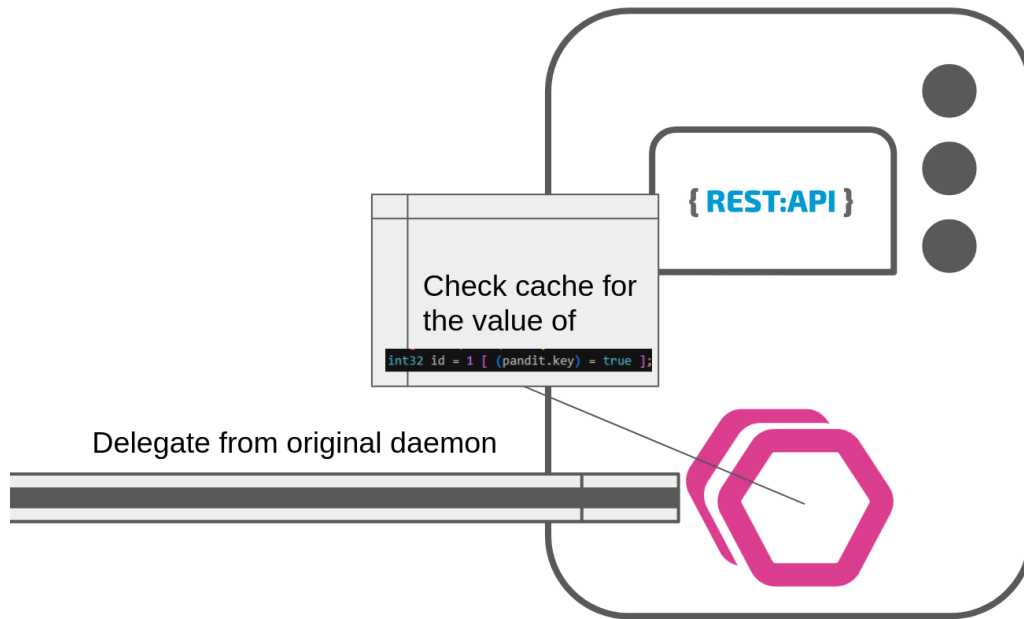 { REST:API }
Check cache for
the value of
int32 id = 1 [ (pandit.key) = true ];
Delegate from original daemon